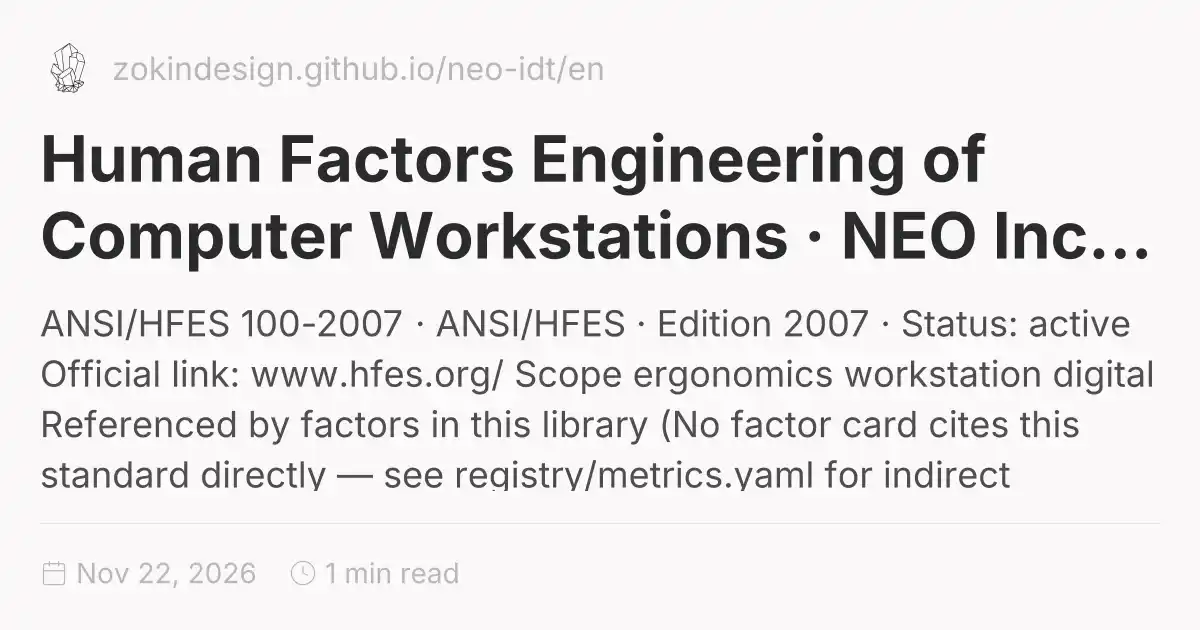 zokindesign.github.io/neo-idt/en
Human Factors Engineering of
Computer Workstations · NEO Inc…
ANSI/HFES 100-2007 · ANSI/HFES · Edition 2007 · Status: active
Official link: www.hfes.org/ Scope ergonomics workstation digital
Referenced by factors in this library (No factor card cites this
standard directly — see registry/metrics.yaml for indirect
Nov 22, 2026
1 min read